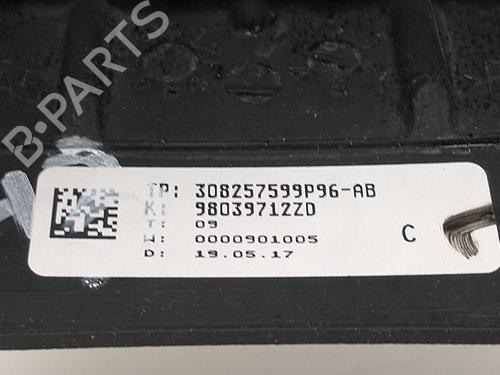 B-PARTS
TP: 308257599P96-AB
K: 98039712ZD
T: 09
W: 0000901005
D: 19.05.17
C